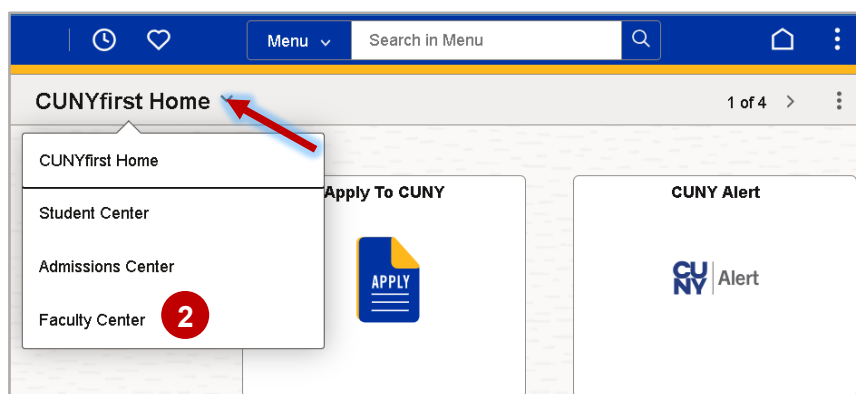 Menu
Search in Menu
CUNYfirst Home
1 of 4
CUNYfirst Home
Student Center
Admissions Center
Faculty Center
2
Apply To CUNY
APPLY
CUNY Alert
CU
NY
Alert